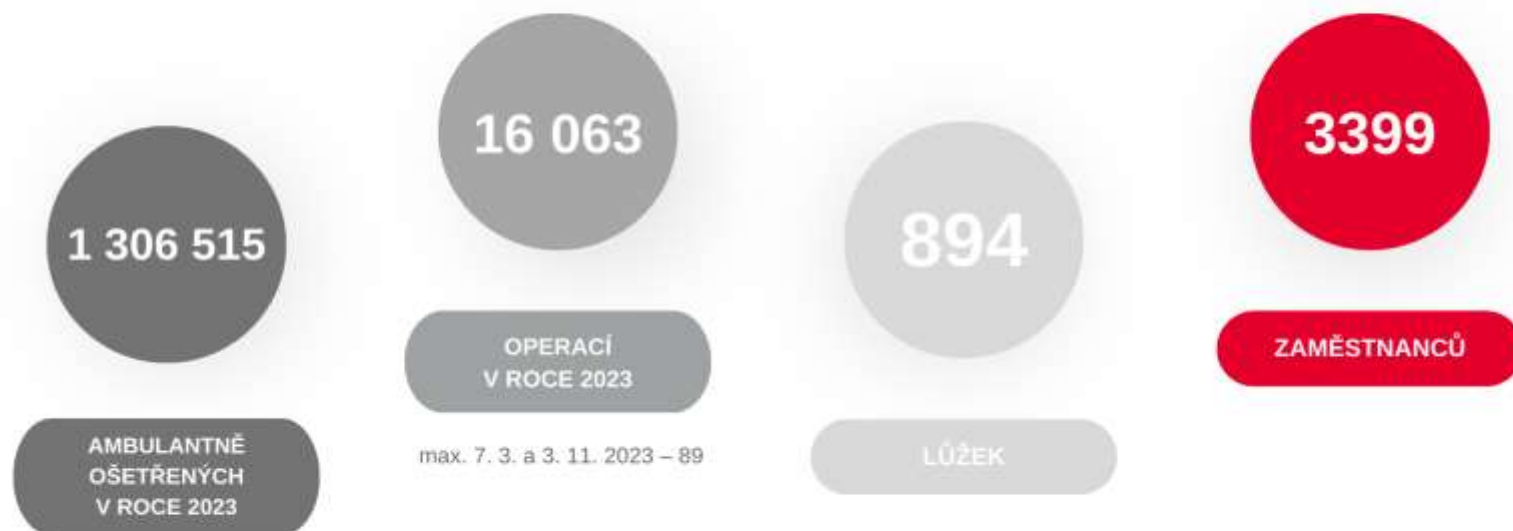 1 306 515
AMBULANTNĚ
OŠETŘENÝCH
V ROCE 2023
16 063
OPERACÍ
V ROCE 2023
max. 7. 3. a 3. 11. 2023 – 89
894
LŮŽEK
3399
ZAMĚSTNANCŮ